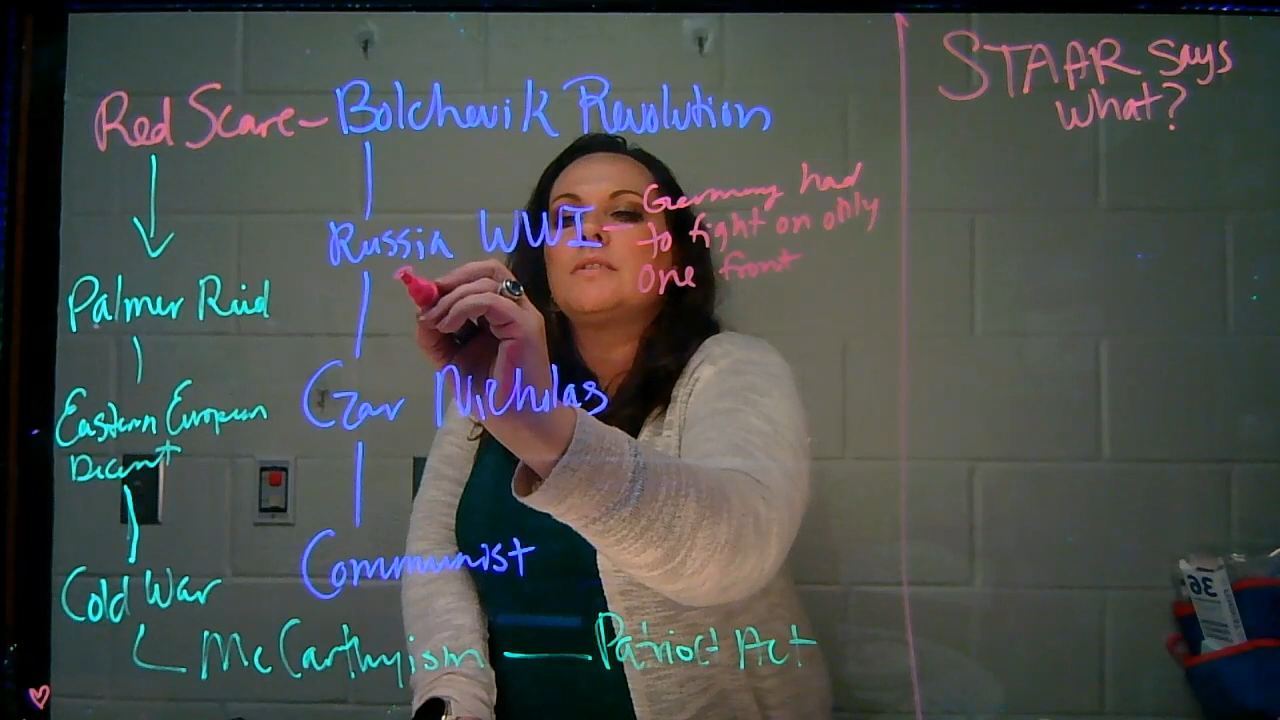 Red Scare - Bolchevik Revolution
STAAR Says
what?
Russia WWI - Germany had
to fight on only
one front
Palmer Raid
Czar Nicholas
Eastern European
Decent
Communist
Cold War
McCarthyism — Patriot Act
36